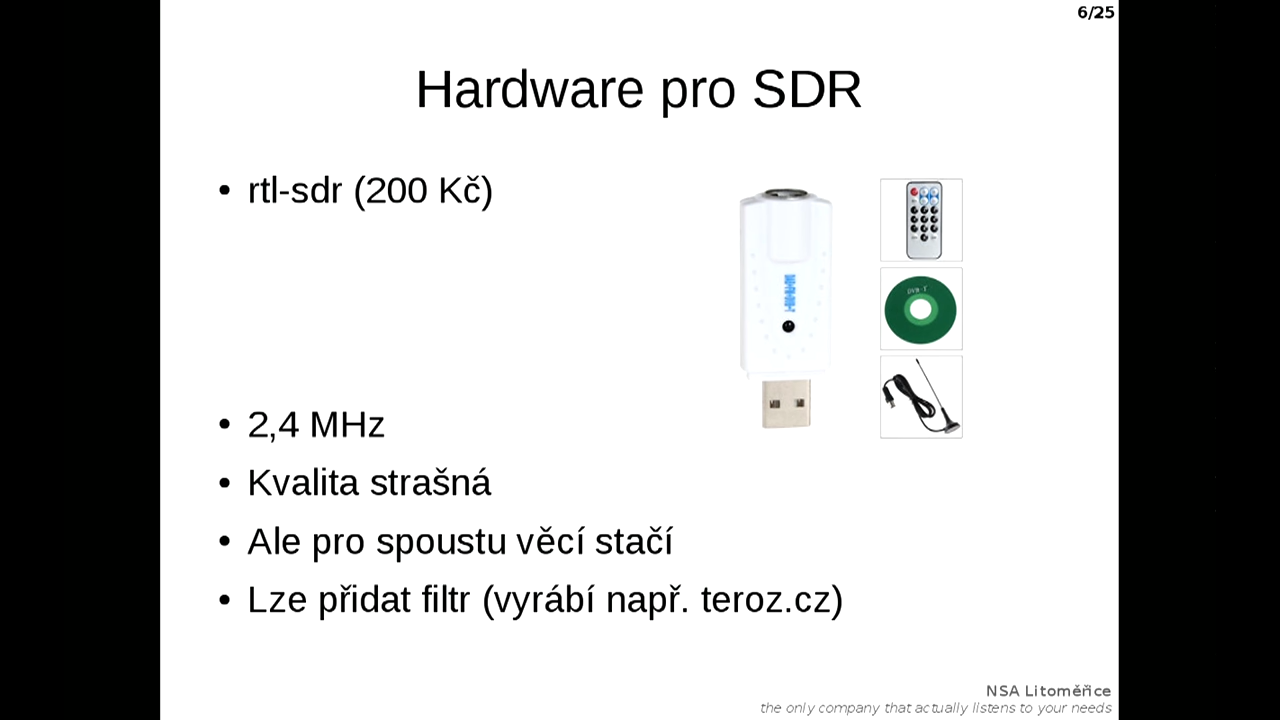 6/25
Hardware pro SDR
• rtl-sdr (200 Kč)
DVB-T
• 2,4 MHz
• Kvalita strašná
• Ale pro spoustu věcí stačí
• Lze přidat filtr (vyrábí např. teroz.cz)
NSA Litoměřice
the only company that actually listens to your needs